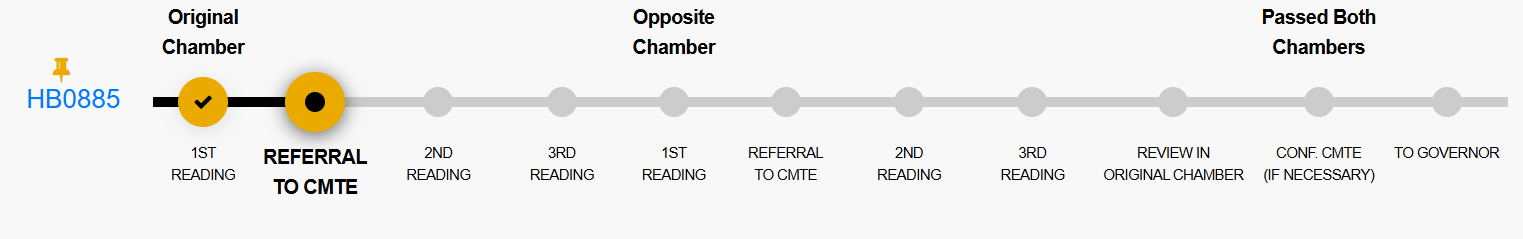 Original
Chamber
Opposite
Chamber
Passed Both
Chambers
HB0885
1ST
READING
REFERRAL
TO CMTE
2ND
READING
3RD
READING
1ST
READING
REFERRAL
TO CMTE
2ND
READING
3RD
READING
REVIEW IN
ORIGINAL CHAMBER
CONF. CMTE
(IF NECESSARY)
TO GOVERNOR